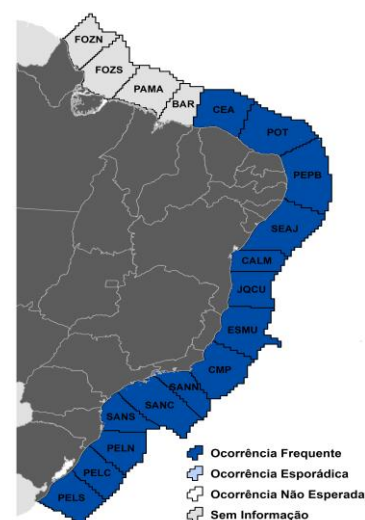 FOZN
FOZS
PAMA
BAR
CEA
POT
PEPB
SEAJ
CALM
JQCU
ESMU
CMP
SANN
SANC
SANS
PELN
PELC
PELS
Ocorrência Frequente
Ocorrência Esporádica
Ocorrência Não Esperada
Sem Informação